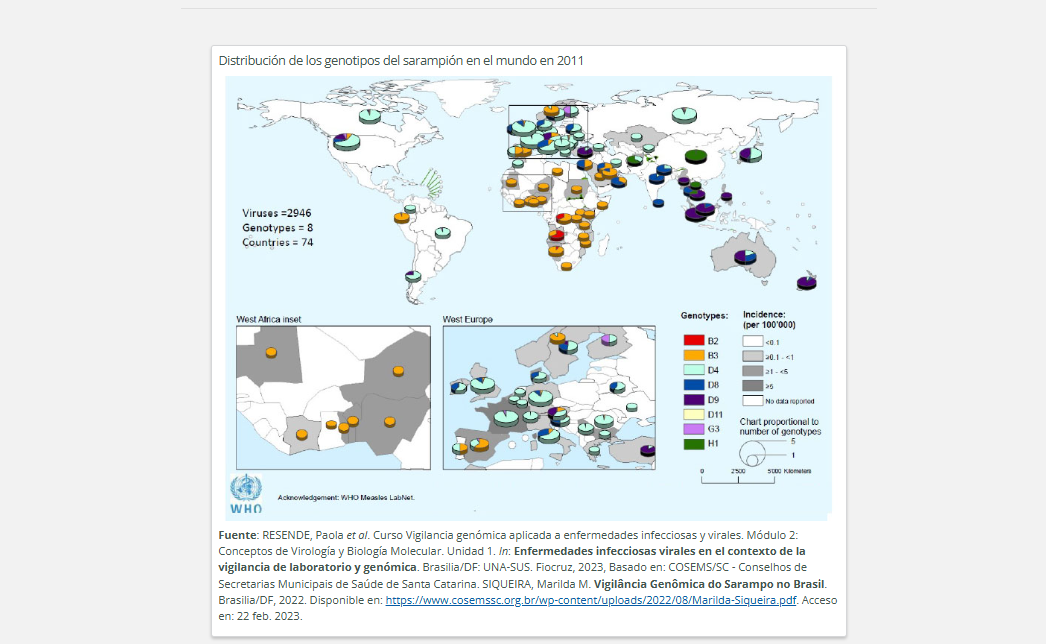 Distribución de los genotipos del sarampión en el mundo en 2011
Viruses =2946
Genotypes = 8
Countries = 74
West Africa inset
West Europe
Genotypes:
B2
B3
D4
D8
D9
D11
G3
H1
Incidence:
(per 100'000)
<0.1
≥0.1 - <1
≥1 - <5
≥5
No data reported
Chart proportional to
number of genotypes
5
1
0 2'500 5'000 Kilometers
WHO
Acknowledgement: WHO Measles LabNet.
Fuente: RESENDE, Paola et al. Curso Vigilancia genómica aplicada a enfermedades infecciosas y virales. Módulo 2:
Conceptos de Virología y Biología Molecular. Unidad 1. In: Enfermedades infecciosas virales en el contexto de la
vigilancia de laboratorio y genómica. Brasilia/DF: UNA-SUS. Fiocruz, 2023, Basado en: COSEMS/SC - Conselhos de
Secretarias Municipais de Saúde de Santa Catarina. SIQUEIRA, Marilda M. Vigilância Genômica do Sarampo no Brasil.
Brasilia/DF, 2022. Disponible en: https://www.cosemssc.org.br/wp-content/uploads/2022/08/Marilda-Siqueira.pdf. Acceso
en: 22 feb. 2023.